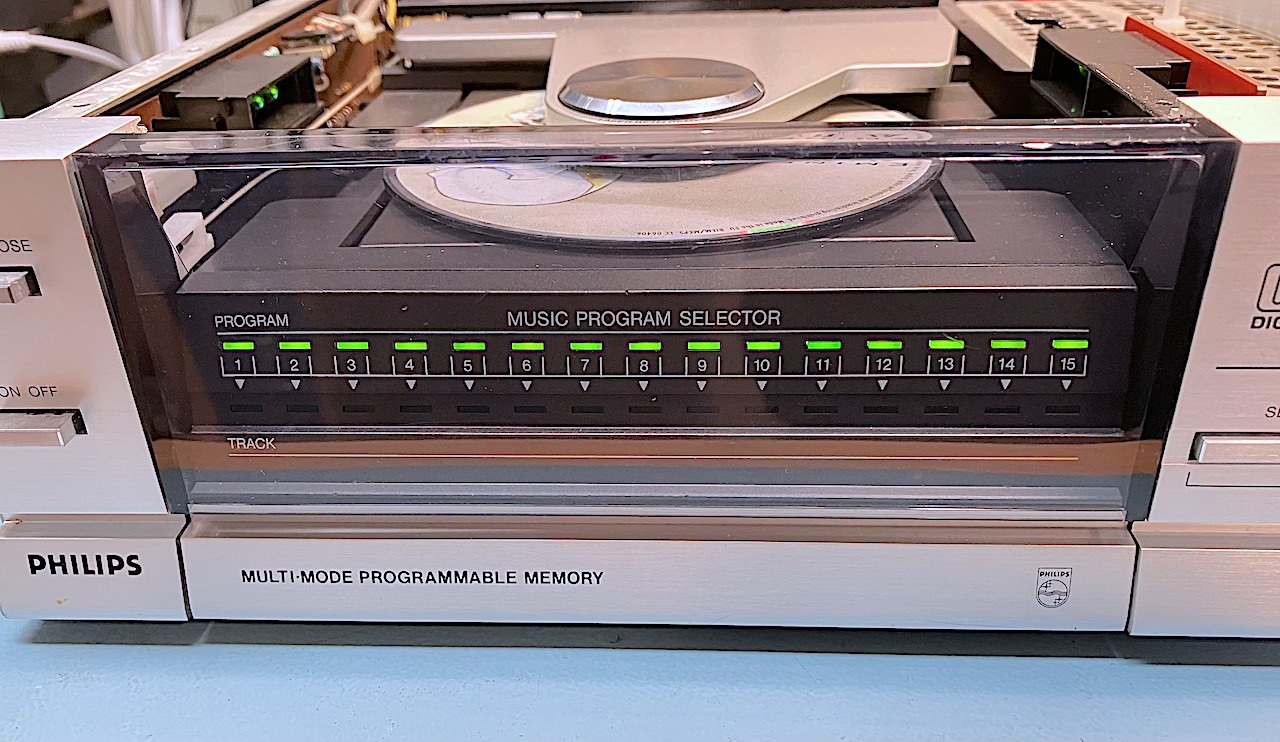 OSE
PROGRAM
MUSIC PROGRAM SELECTOR
1 2 3 4 5 6 7 8 9 10 11 12 13 14 15
ON OFF
TRACK
PHILIPS
MULTI-MODE PROGRAMMABLE MEMORY
PHILIPS
DIG
SE